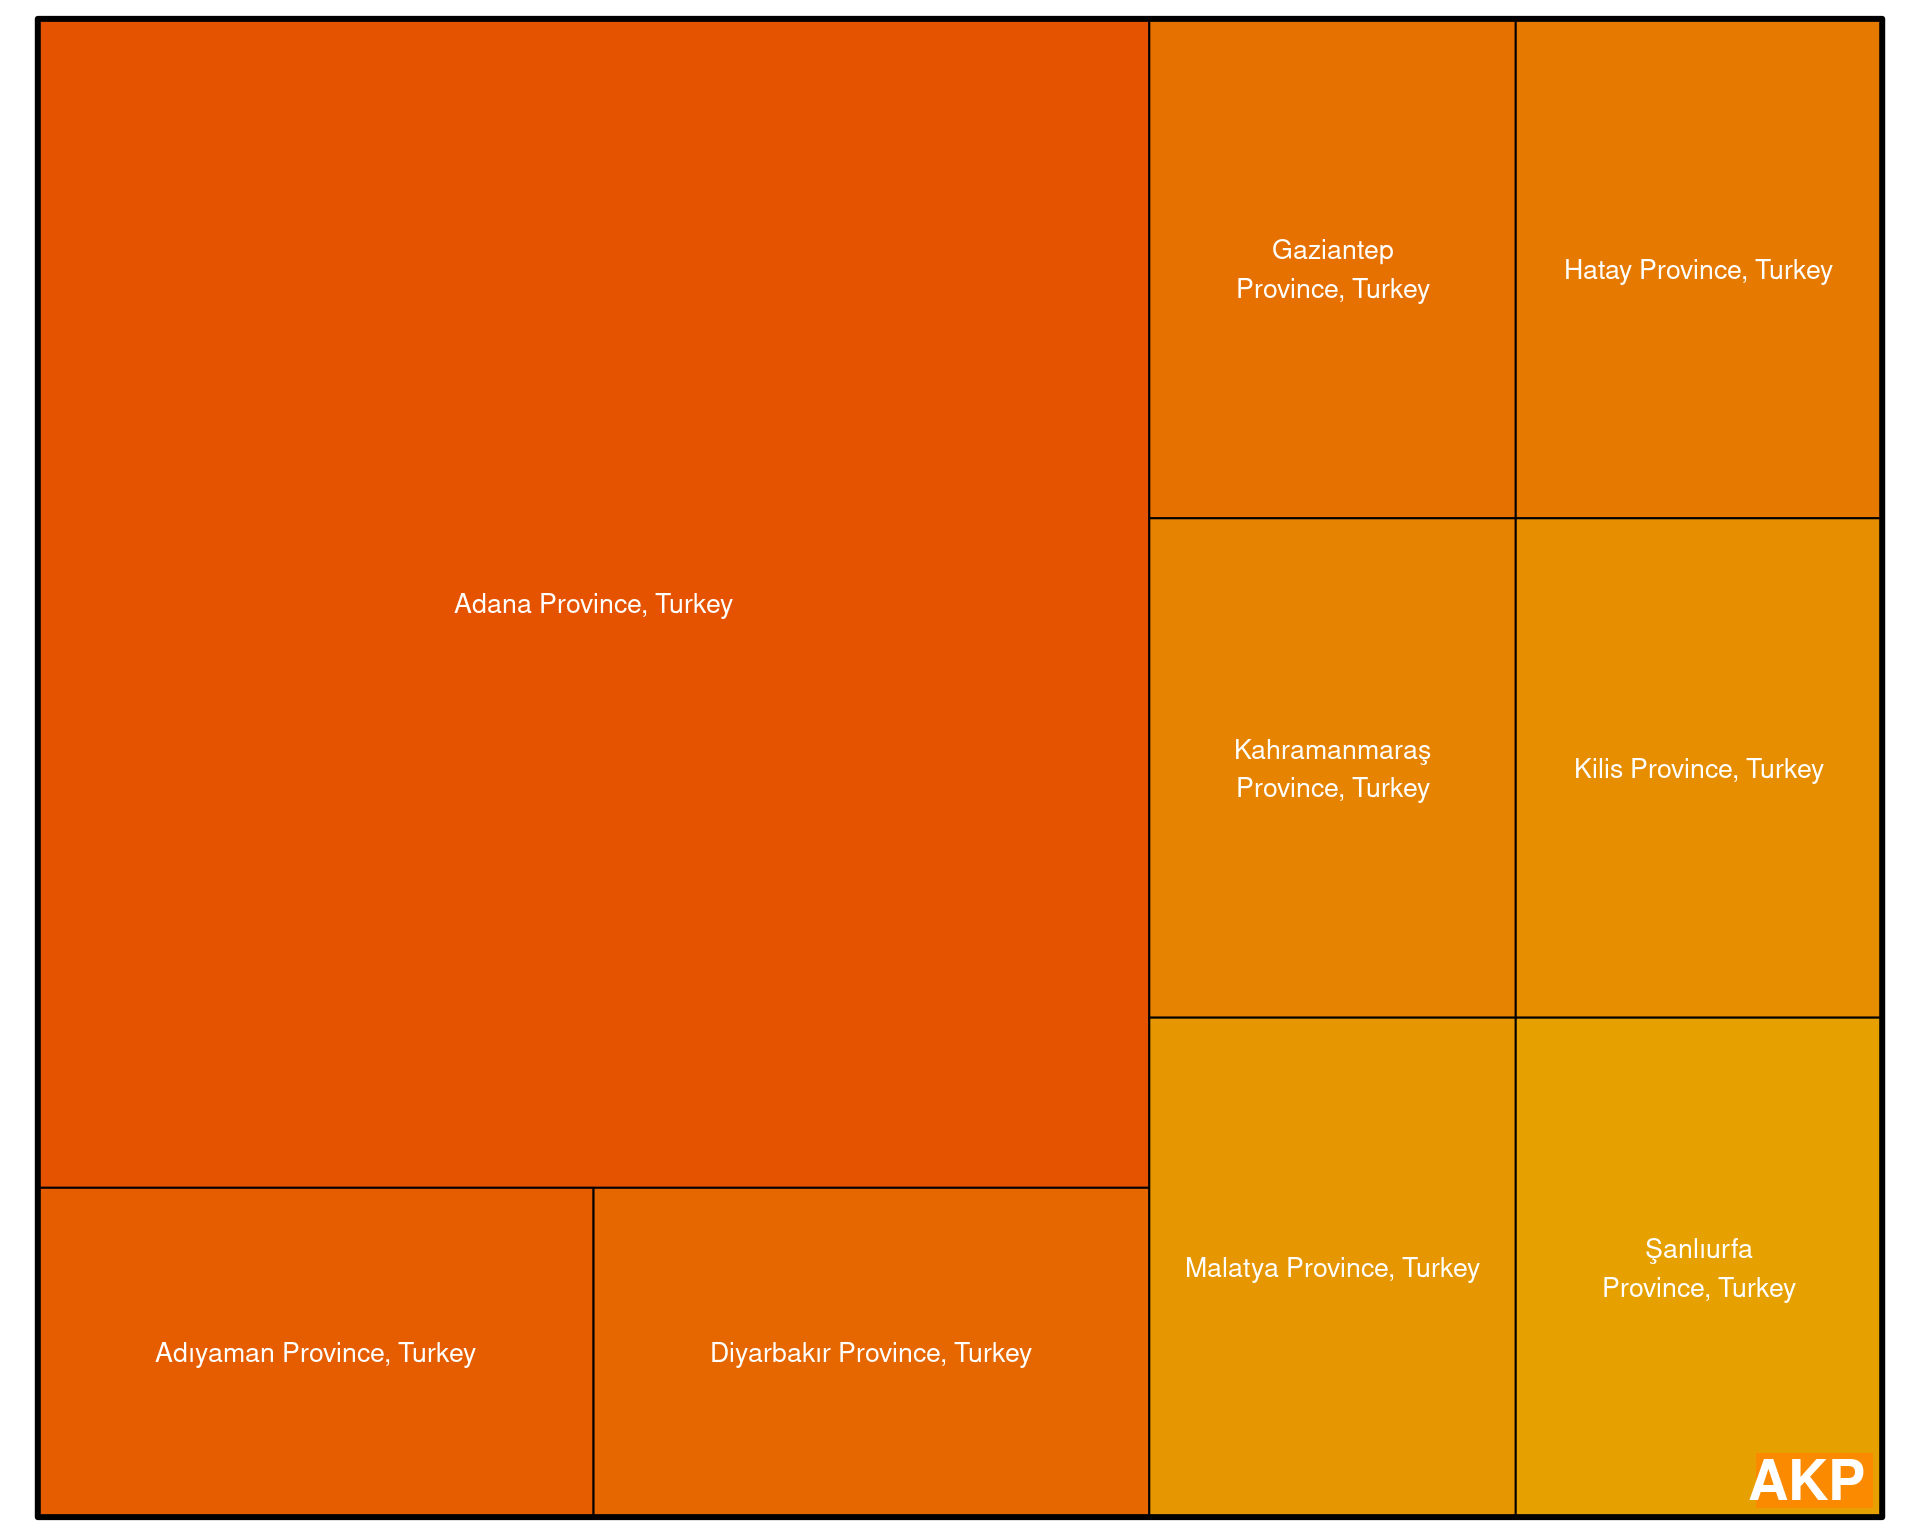 Adana Province, Turkey
Adıyaman Province, Turkey
Diyarbakır Province, Turkey
Gaziantep
Province, Turkey
Hatay Province, Turkey
Kahramanmaraş
Province, Turkey
Kilis Province, Turkey
Malatya Province, Turkey
Şanlıurfa
Province, Turkey
AKP